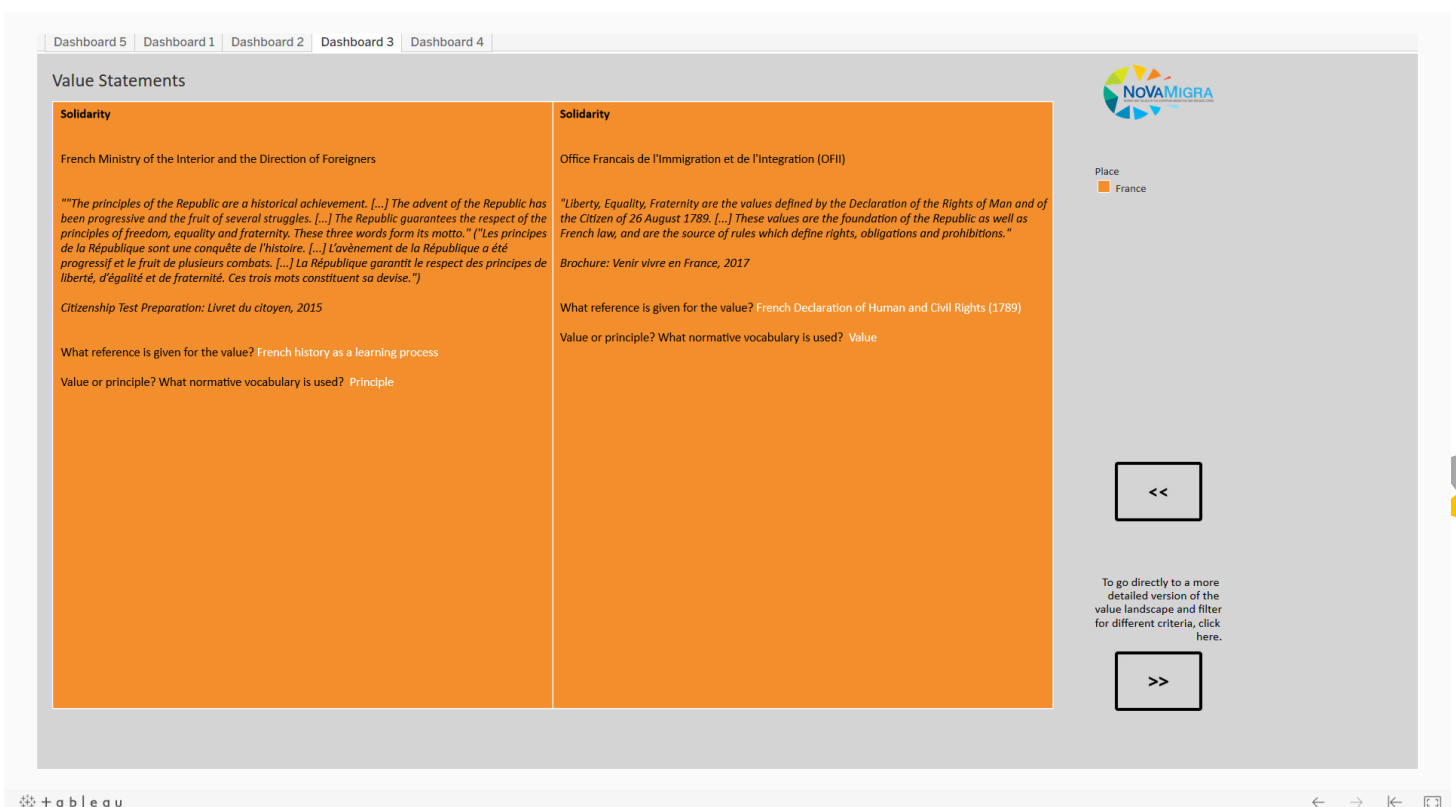 Dashboard 5 Dashboard 1 Dashboard 2 Dashboard 3 Dashboard 4
Value Statements
Solidarity
French Ministry of the Interior and the Direction of Foreigners
""The principles of the Republic are a historical achievement. [...] The advent of the Republic has
been progressive and the fruit of several struggles. [...] The Republic guarantees the respect of the
principles of freedom, equality and fraternity. These three words form its motto." ("Les principes
de la République sont une conquête de l'histoire. [...] L'avènement de la République a été
progressif et le fruit de plusieurs combats. [...] La République garantit le respect des principes de
liberté, d'égalité et de fraternité. Ces trois mots constituent sa devise.")
Citizenship Test Preparation: Livret du citoyen, 2015
What reference is given for the value? French history as a learning process
Value or principle? What normative vocabulary is used? Principle
Solidarity
Office Francais de l'Immigration et de l'Integration (OFII)
"Liberty, Equality, Fraternity are the values defined by the Declaration of the Rights of Man and of
the Citizen of 26 August 1789. [...] These values are the foundation of the Republic as well as
French law, and are the source of rules which define rights, obligations and prohibitions."
Brochure: Venir vivre en France, 2017
What reference is given for the value? French Declaration of Human and Civil Rights (1789)
Value or principle? What normative vocabulary is used? Value
NOVAMIGRA
Place
France
<<
To go directly to a more
detailed version of the
value landscape and filter
for different criteria, click
here.
>>
+ a b l e a u